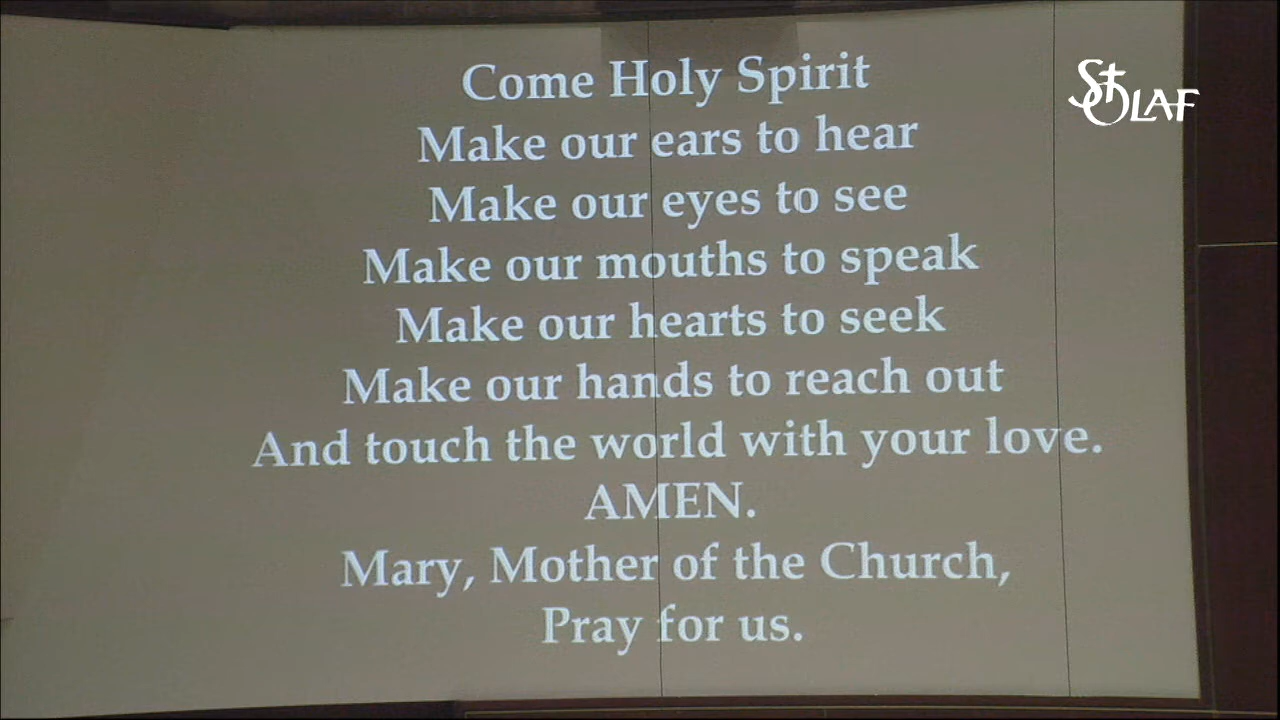 Come Holy Spirit
Make our ears to hear
Make our eyes to see
Make our mouths to speak
Make our hearts to seek
Make our hands to reach out
And touch the world with your love.
AMEN.
Mary, Mother of the Church,
Pray for us.
St OLAF